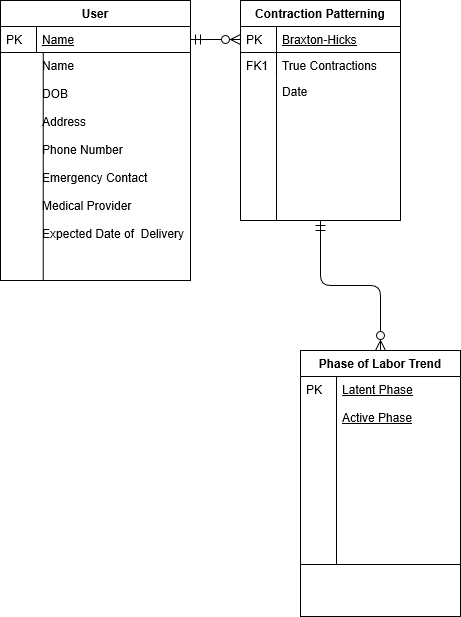 User
PK Name
Name
DOB
Address
Phone Number
Emergency Contact
Medical Provider
Expected Date of  Delivery
Contraction Patterning
PK Braxton-Hicks
FK1 True Contractions
Date
Phase of Labor Trend
PK Latent Phase
Active Phase